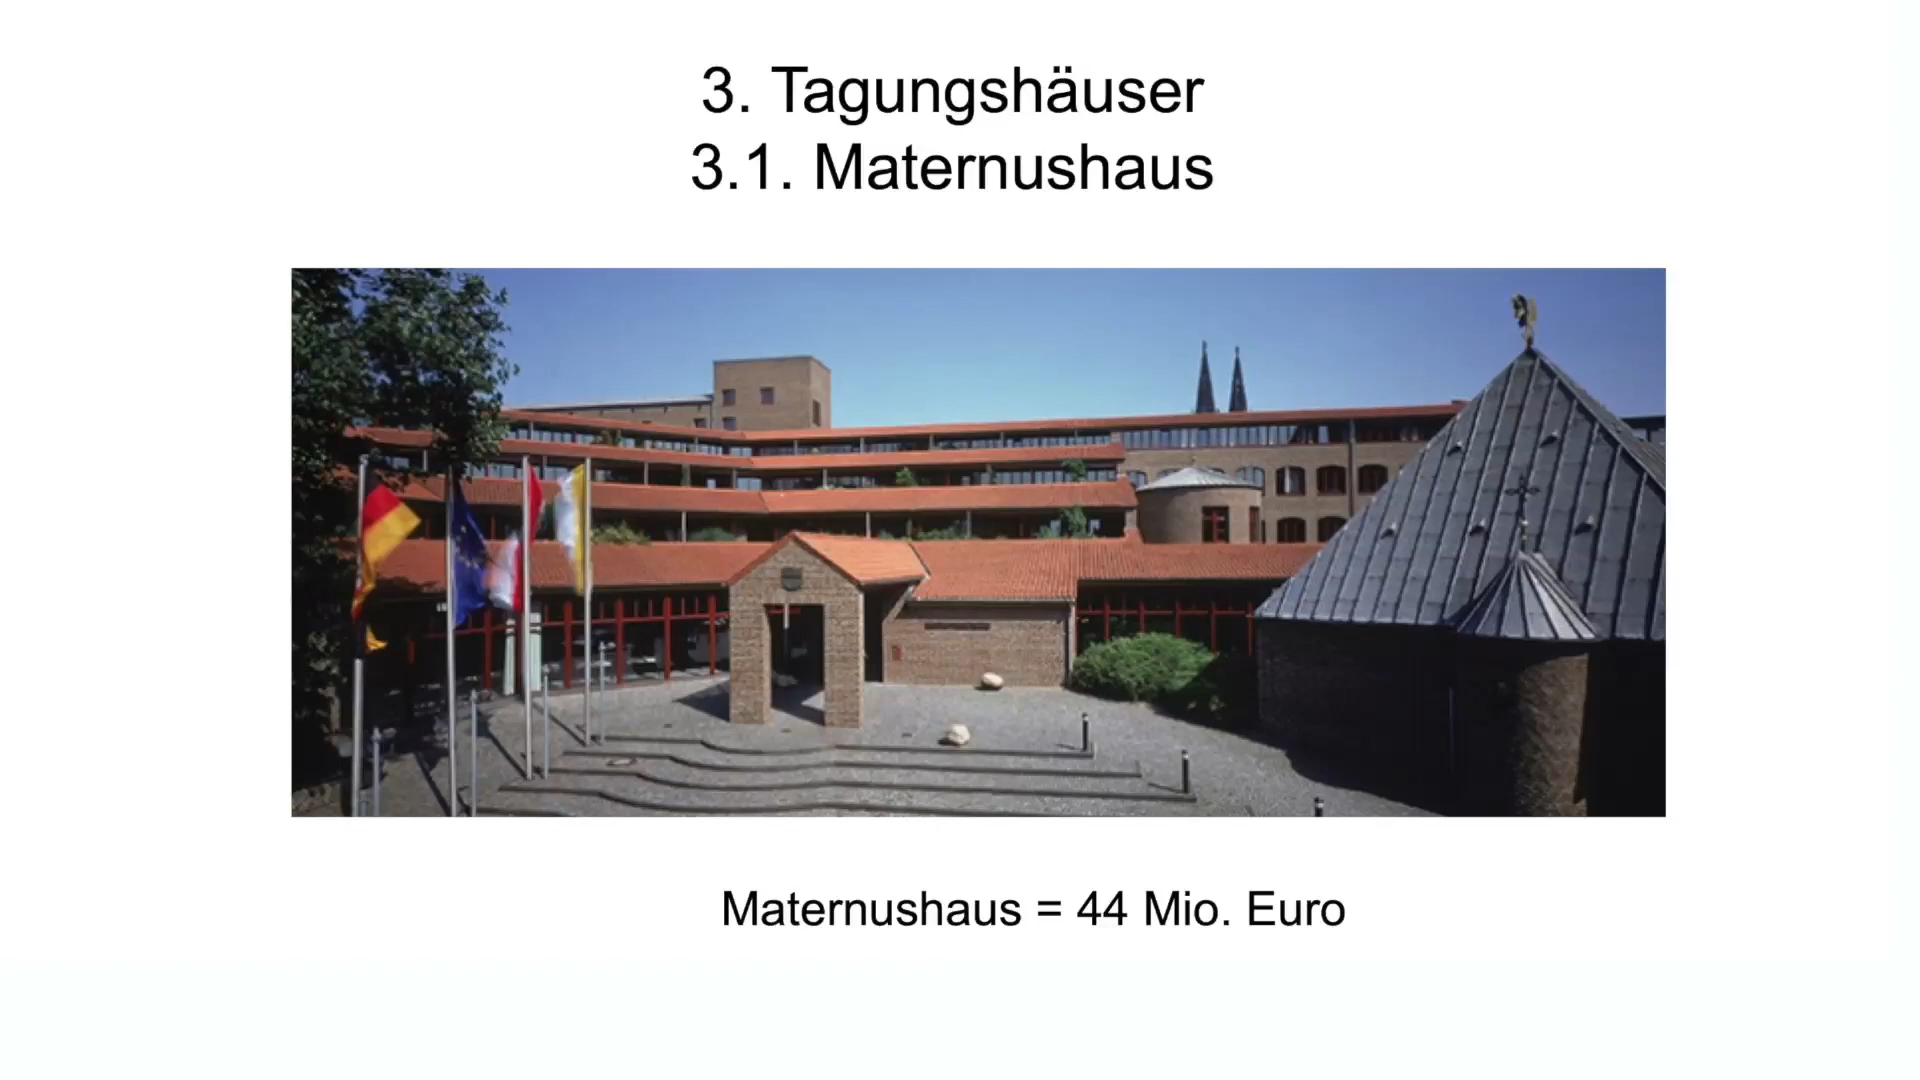 3. Tagungshäuser
3.1. Maternushaus
Maternushaus = 44 Mio. Euro